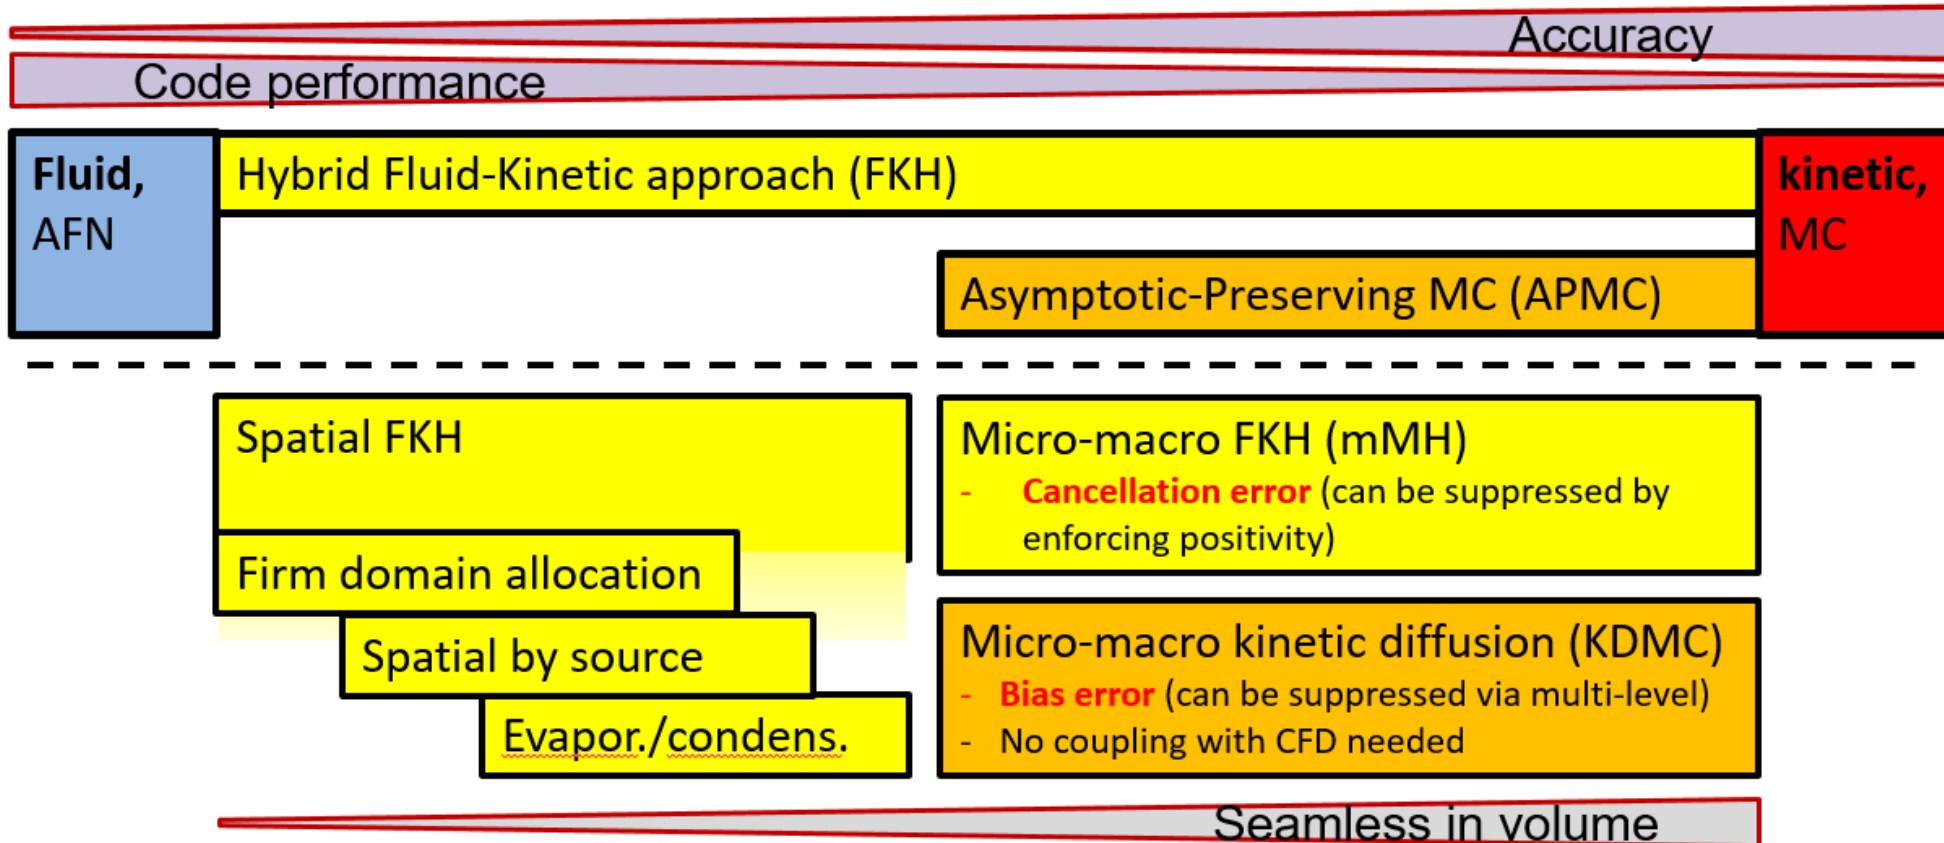 Accuracy
Code performance
Fluid,
AFN
Hybrid Fluid-Kinetic approach (FKH)
kinetic,
MC
Asymptotic-Preserving MC (APMC)
Spatial FKH
Firm domain allocation
Spatial by source
Evapor./condens.
Micro-macro FKH (mMH)
- Cancellation error (can be suppressed by
enforcing positivity)
Micro-macro kinetic diffusion (KDMC)
- Bias error (can be suppressed via multi-level)
- No coupling with CFD needed
Seamless in volume